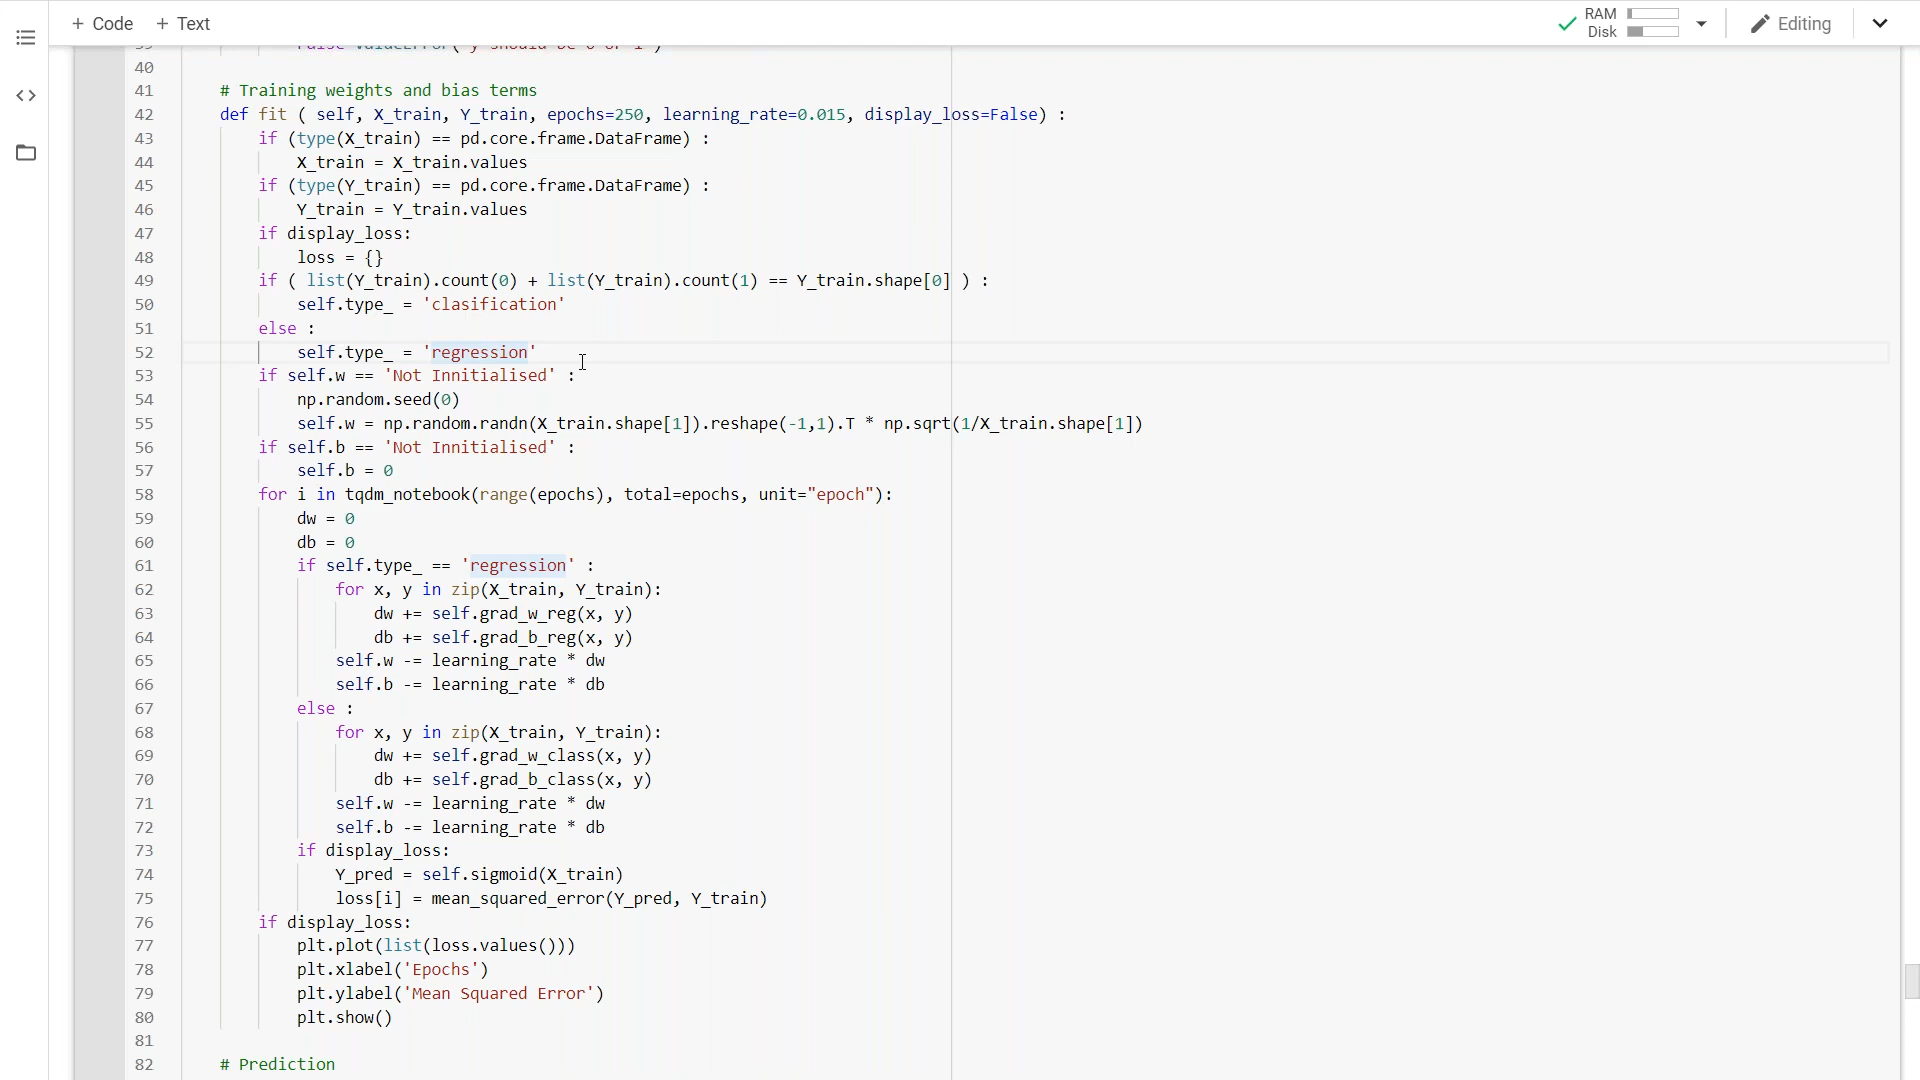 + Code + Text
RAM
Disk
Editing
39 raise ValueError('y should be 0 or 1')
40
41 # Training weights and bias terms
42 def fit ( self, X_train, Y_train, epochs=250, learning_rate=0.015, display_loss=False) :
43 if (type(X_train) == pd.core.frame.DataFrame) :
44 X_train = X_train.values
45 if (type(Y_train) == pd.core.frame.DataFrame) :
46 Y_train = Y_train.values
47 if display_loss:
48 loss = {}
49 if ( list(Y_train).count(0) + list(Y_train).count(1) == Y_train.shape[0] ) :
50 self.type_ = 'clasification'
51 else :
52 self.type_ = 'regression'
53 if self.w == 'Not Innitialised' :
54 np.random.seed(0)
55 self.w = np.random.randn(X_train.shape[1]).reshape(-1,1).T * np.sqrt(1/X_train.shape[1])
56 if self.b == 'Not Innitialised' :
57 self.b = 0
58 for i in tqdm_notebook(range(epochs), total=epochs, unit="epoch"):
59 dw = 0
60 db = 0
61 if self.type_ == 'regression' :
62 for x, y in zip(X_train, Y_train):
63 dw += self.grad_w_reg(x, y)
64 db += self.grad_b_reg(x, y)
65 self.w -= learning_rate * dw
66 self.b -= learning_rate * db
67 else :
68 for x, y in zip(X_train, Y_train):
69 dw += self.grad_w_class(x, y)
70 db += self.grad_b_class(x, y)
71 self.w -= learning_rate * dw
72 self.b -= learning_rate * db
73 if display_loss:
74 Y_pred = self.sigmoid(X_train)
75 loss[i] = mean_squared_error(Y_pred, Y_train)
76 if display_loss:
77 plt.plot(list(loss.values()))
78 plt.xlabel('Epochs')
79 plt.ylabel('Mean Squared Error')
80 plt.show()
81
82 # Prediction